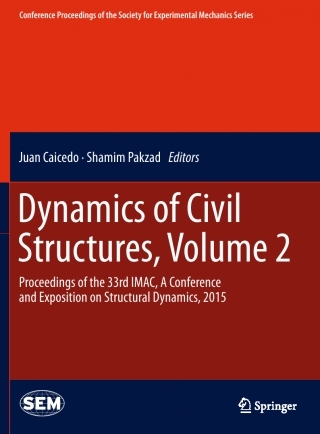 Conference Proceedings of the Society for Experimental Mechanics Series
Juan Caicedo · Shamim Pakzad Editors
Dynamics of Civil
Structures, Volume 2
Proceedings of the 33rd IMAC, A Conference
and Exposition on Structural Dynamics, 2015
SEM
Springer